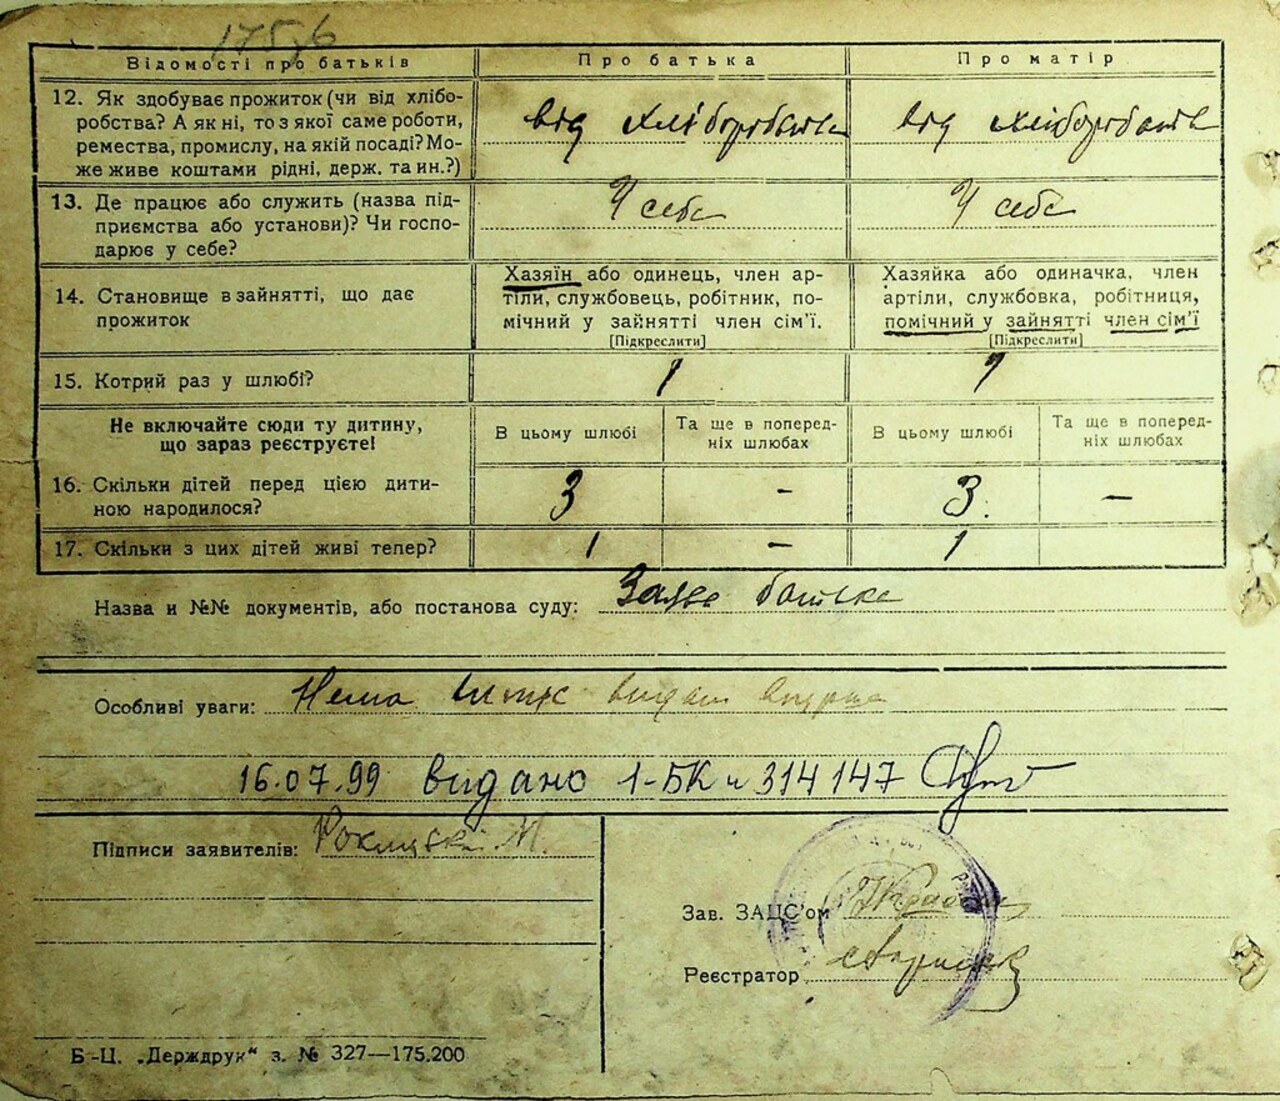 175,6
Відомості про батьків
Про батька
Про матір
12. Як здобуває прожиток (чи від хлібо-
робства? А як ні, то з якої саме роботи,
ремества, промислу, на якій посаді? Мо-
же живе коштами рідні, держ. та ин.?)
від хліборобства
від хліборобства
13. Де працює або служить (назва під-
приємства або установи)? Чи госпо-
дарює у себе?
У себе
У себе
14. Становище в зайнятті, що дає
прожиток
Хазяїн або одинець, член ар-
тіли, службовець, робітник, по-
мічний у зайнятті член сім'ї.
[Підкреслити]
Хазяйка або одиначка, член
артіли, службовка, робітниця,
помічний у зайнятті член сім'ї
[Підкреслити]
15. Котрий раз у шлюбі?
1
1
Не включайте сюди ту дитину,
що зараз реєструєте!
В цьому шлюбі
Та ще в поперед-
ніх шлюбах
В цьому шлюбі
Та ще в поперед-
ніх шлюбах
16. Скільки дітей перед цією дити-
ною народилося?
3
-
3.
-
17. Скільки з цих дітей живі тепер?
1
-
1
Назва и №№ документів, або постанова суду: Заява батька
Особливі уваги: Нема
16.07.99 видано 1-БК № 314147
Підписи заявителів:
Зав. ЗАЦС'ом
Реєстратор
Б-Ц. „Держдрук“ з. № 327—175.200